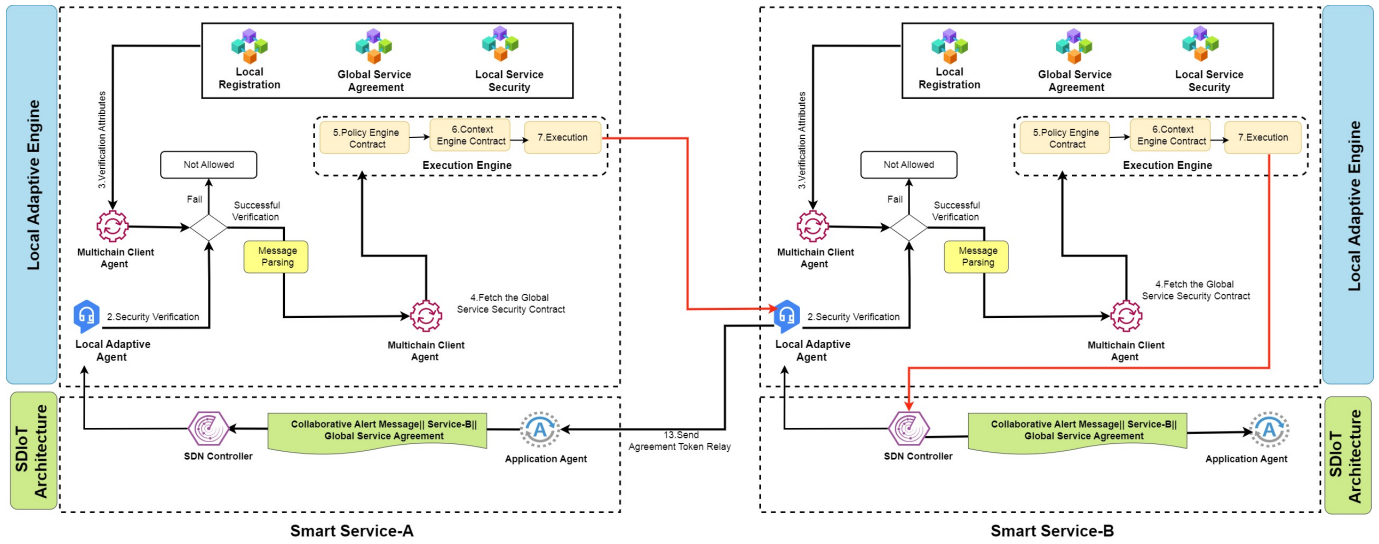 Local Adaptive Engine
SDIoT
Architecture
Local
Registration
Global Service
Agreement
Local Service
Security
3.Verification Attributes
5.Policy Engine
Contract
6.Context
Engine Contract
7.Execution
Execution Engine
Not Allowed
Fail
Successful
Verification
Message
Parsing
Multichain Client
Agent
4.Fetch the Global
Service Security Contract
2.Security Verification
Local Adaptive
Agent
Multichain Client
Agent
Collaborative Alert Message|| Service-B||
Global Service Agreement
SDN Controller
Application Agent
13.Send
Agreement Token Relay
Smart Service-A
Local
Registration
Global Service
Agreement
Local Service
Security
3.Verification Attributes
5.Policy Engine
Contract
6.Context
Engine Contract
7.Execution
Execution Engine
Not Allowed
Fail
Successful
Verification
Message
Parsing
Multichain Client
Agent
4.Fetch the Global
Service Security Contract
2.Security Verification
Local Adaptive
Agent
Multichain Client
Agent
Collaborative Alert Message|| Service-B||
Global Service Agreement
SDN Controller
Application Agent
Smart Service-B
Local Adaptive Engine
SDIoT
Architecture